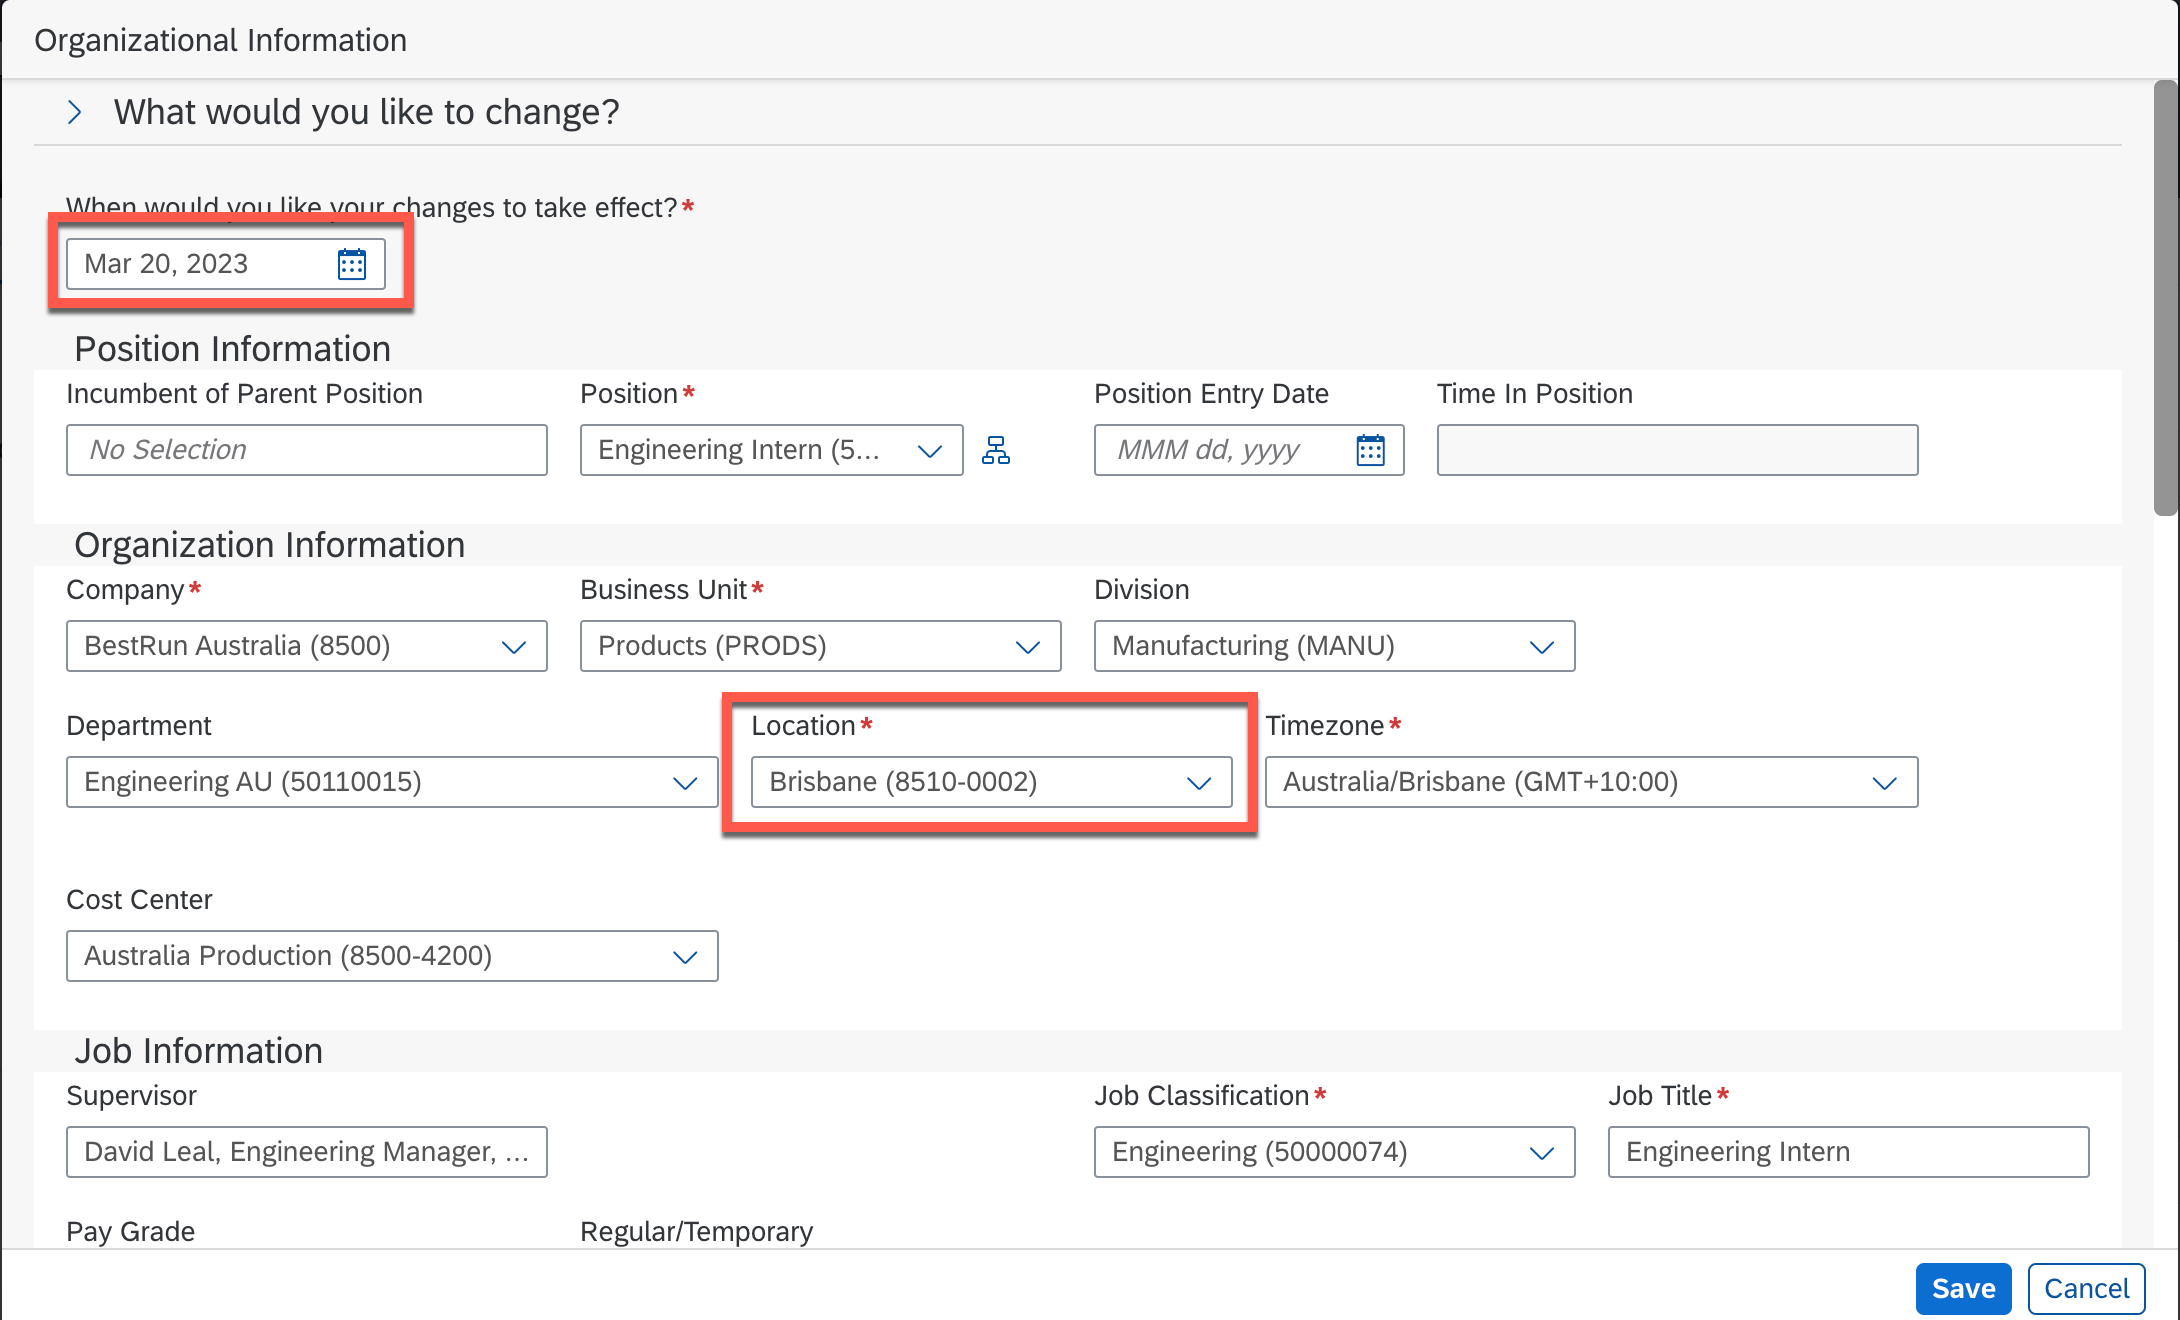 Organizational Information
What would you like to change?
When would you like your changes to take effect?*
Mar 20, 2023
Position Information
Incumbent of Parent Position Position* Position Entry Date Time In Position
No Selection Engineering Intern (5... MMM dd, yyyy
Organization Information
Company* Business Unit* Division
BestRun Australia (8500) Products (PRODS) Manufacturing (MANU)
Department Location* Timezone*
Engineering AU (50110015) Brisbane (8510-0002) Australia/Brisbane (GMT+10:00)
Cost Center
Australia Production (8500-4200)
Job Information
Supervisor Job Classification* Job Title*
David Leal, Engineering Manager, ... Engineering (50000074) Engineering Intern
Pay Grade Regular/Temporary
Save Cancel